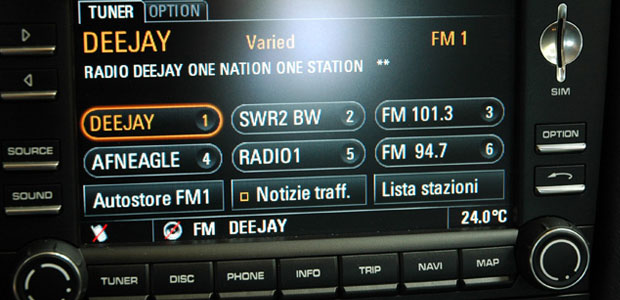 TUNER OPTION
DEEJAY Varied FM 1
RADIO DEEJAY ONE NATION ONE STATION **
SIM
DEEJAY 1 SWR2 BW 2 FM 101.3 3
OPTION
AFNEAGLE 4 RADIO1 5 FM 94.7 6
SOURCE
Autostore FM1 Notizie traff. Lista stazioni
SOUND
FM DEEJAY 24.0°C
TUNER DISC PHONE INFO TRIP NAVI MAP